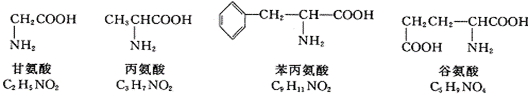 CH₂COOH
NH₂
甘氨酸
C₂H₅NO₂
CH₃CHCOOH
NH₂
丙氨酸
C₃H₇NO₂
CH₂—CH—COOH
NH₂
苯丙氨酸
C₉H₁₁NO₂
CH₂CH₂CHCOOH
COOH NH₂
谷氨酸
C₅H₉NO₄